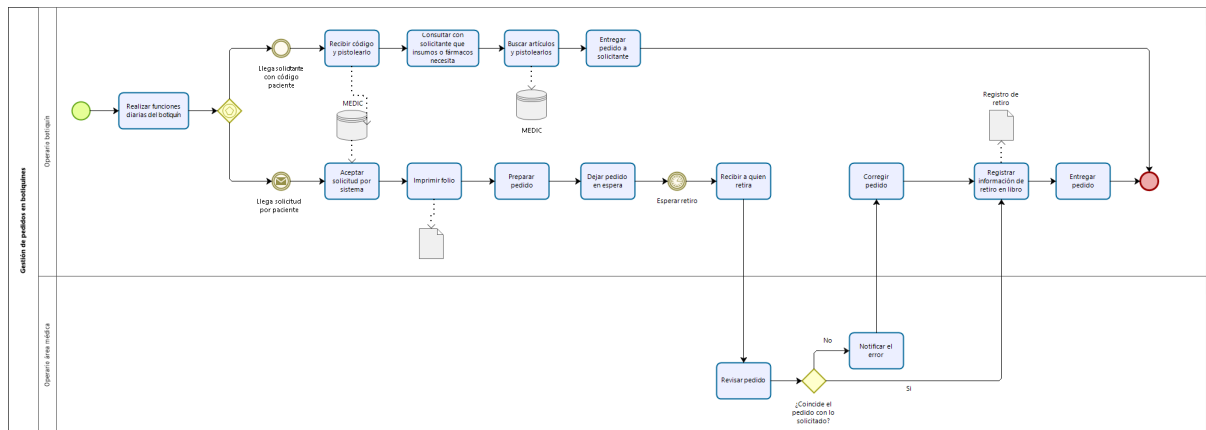 Gestión de pedidos en botiquines
Operario botiquín
Operario área médica
Realizar funciones
diarias del botiquín
Llega solicitante
con código
paciente
Recibir código
y pistolearlo
Consultar con
solicitante que
insumos o fármacos
necesita
Buscar artículos
y pistolearlos
Entregar
pedido a
solicitante
MEDIC
MEDIC
Llega solicitud
por paciente
Aceptar
solicitud por
sistema
Imprimir folio
Preparar
pedido
Dejar pedido
en espera
Esperar retiro
Recibir a quien
retira
Corregir
pedido
Registro de
retiro
Registrar
información de
retiro en libro
Entregar
pedido
Revisar pedido
¿Coincide el
pedido con lo
solicitado?
No
Notificar el
error
Si